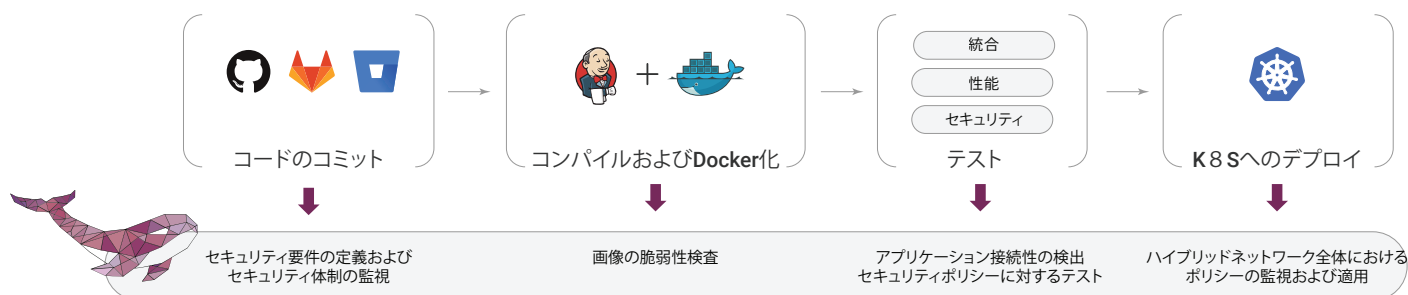 統合
性能
セキュリティ
コードのコミット
コンパイルおよびDocker化
テスト
K8Sへのデプロイ
セキュリティ要件の定義および
セキュリティ体制の監視
画像の脆弱性検査
アプリケーション接続性の検出
セキュリティポリシーに対するテスト
ハイブリッドネットワーク全体における
ポリシーの監視および適用